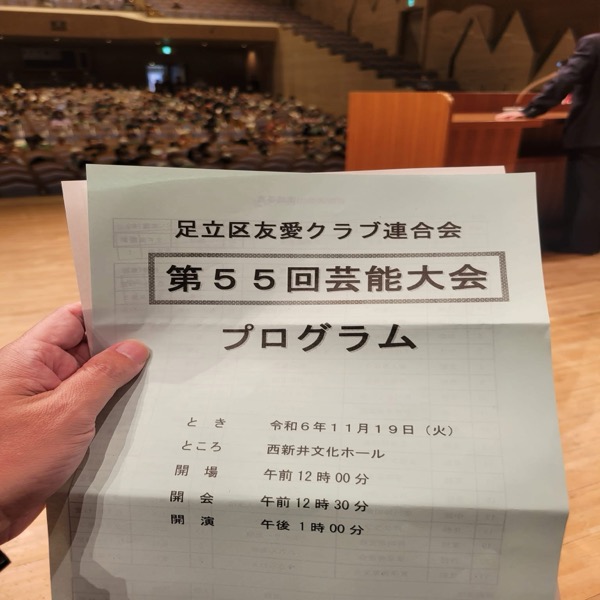 足立区友愛クラブ連合会
第５５回芸能大会
プログラム
とき 令和６年１１月１９日（火）
ところ 西新井文化ホール
開場 午前１２時００分
開会 午前１２時３０分
開演 午後１時００分